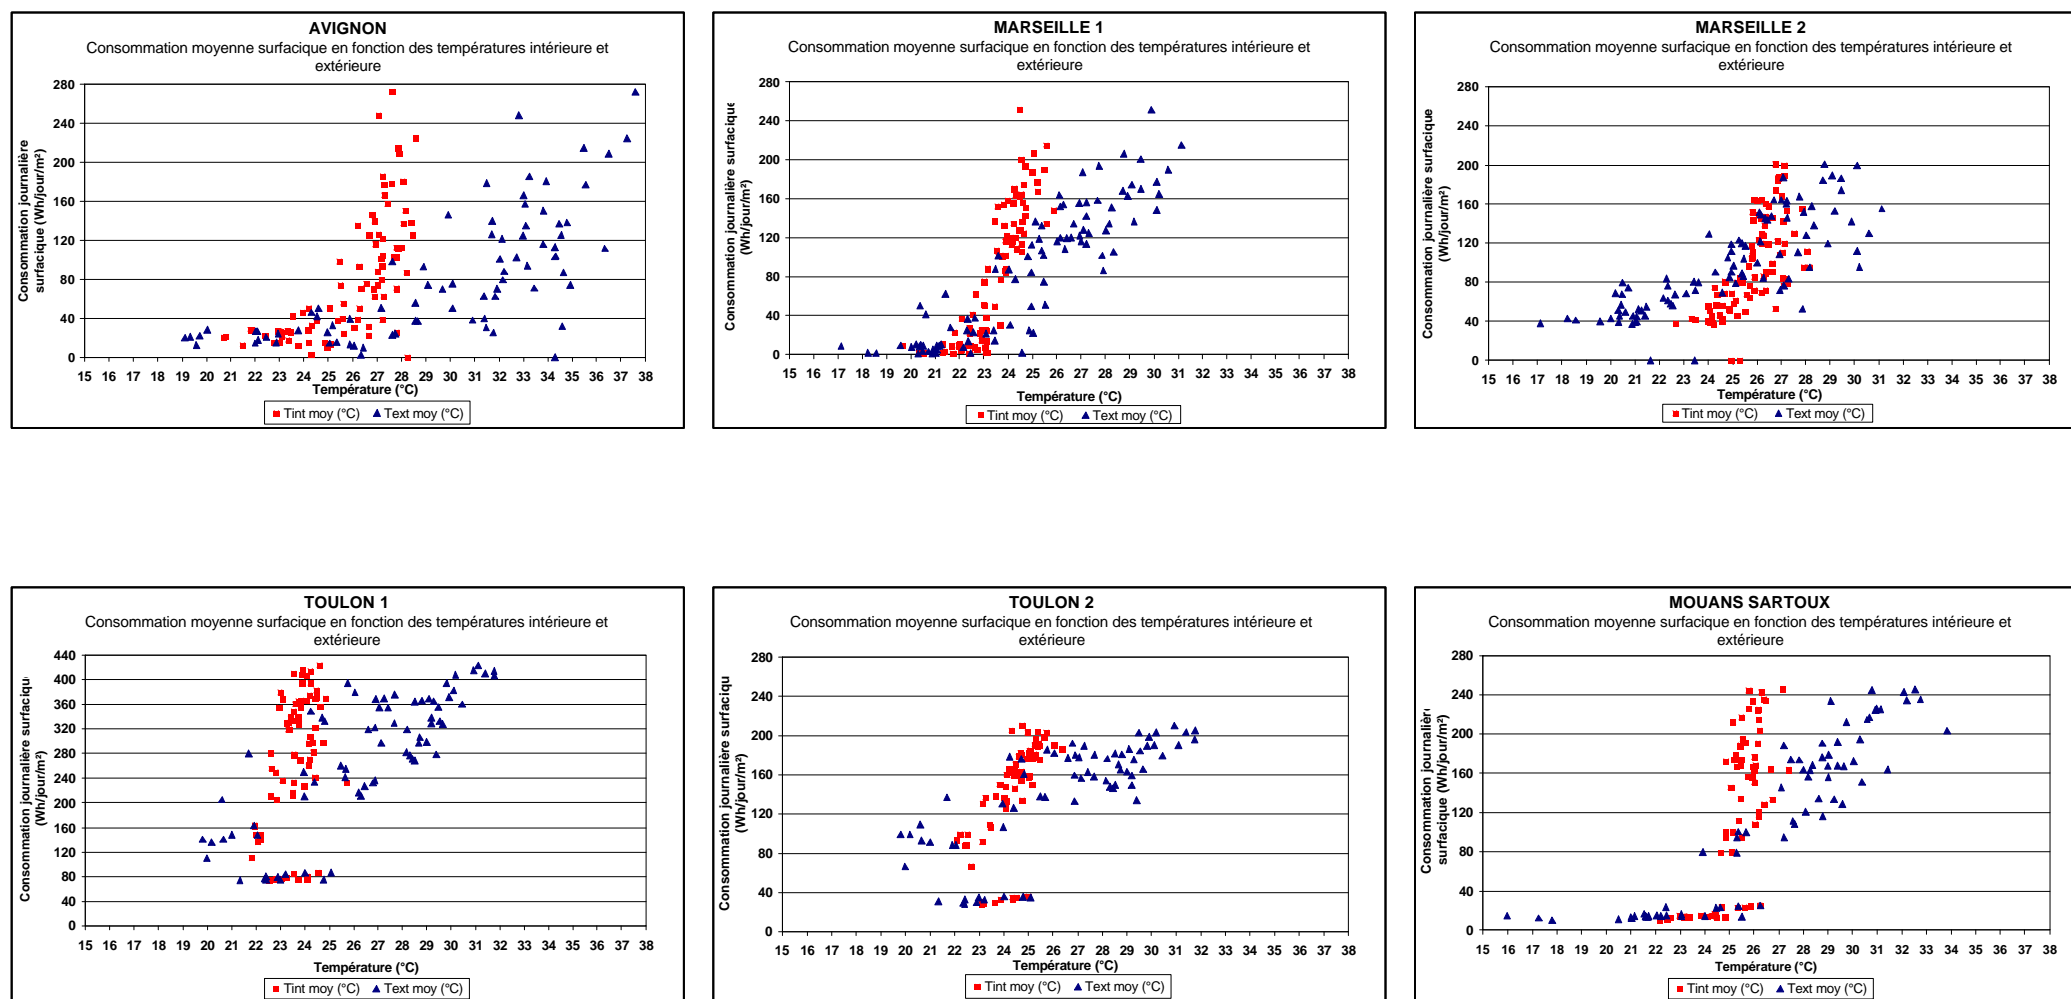 AVIGNON
Consommation moyenne surfacique en fonction des températures intérieure et
extérieure
Consommation journalière
surfacique (Wh/jour/m²)
280
240
200
160
120
80
40
0
15 16 17 18 19 20 21 22 23 24 25 26 27 28 29 30 31 32 33 34 35 36 37 38
Température (°C)
Tint moy (°C) Text moy (°C)
MARSEILLE 1
Consommation moyenne surfacique en fonction des températures intérieure et
extérieure
Consommation journalière surfacique
(Wh/jour/m²)
280
240
200
160
120
80
40
0
15 16 17 18 19 20 21 22 23 24 25 26 27 28 29 30 31 32 33 34 35 36 37 38
Température (°C)
Tint moy (°C) Text moy (°C)
MARSEILLE 2
Consommation moyenne surfacique en fonction des températures intérieure et
extérieure
Consommation journalière surfacique
(Wh/jour/m²)
280
240
200
160
120
80
40
0
15 16 17 18 19 20 21 22 23 24 25 26 27 28 29 30 31 32 33 34 35 36 37 38
Température (°C)
Tint moy (°C) Text moy (°C)
TOULON 1
Consommation moyenne surfacique en fonction des températures intérieure et
extérieure
Consommation journalière surfaciqu
(Wh/jour/m²)
440
400
360
320
280
240
200
160
120
80
40
0
15 16 17 18 19 20 21 22 23 24 25 26 27 28 29 30 31 32 33 34 35 36 37 38
Température (°C)
Tint moy (°C) Text moy (°C)
TOULON 2
Consommation moyenne surfacique en fonction des températures intérieure et
extérieure
Consommation journalière surfacique
(Wh/jour/m²)
280
240
200
160
120
80
40
0
15 16 17 18 19 20 21 22 23 24 25 26 27 28 29 30 31 32 33 34 35 36 37 38
Température (°C)
Tint moy (°C) Text moy (°C)
MOUANS SARTOUX
Consommation moyenne surfacique en fonction des températures intérieure et
extérieure
Consommation journalièr
surfacique (Wh/jour/m²)
280
240
200
160
120
80
40
0
15 16 17 18 19 20 21 22 23 24 25 26 27 28 29 30 31 32 33 34 35 36 37 38
Température (°C)
Tint moy (°C) Text moy (°C)